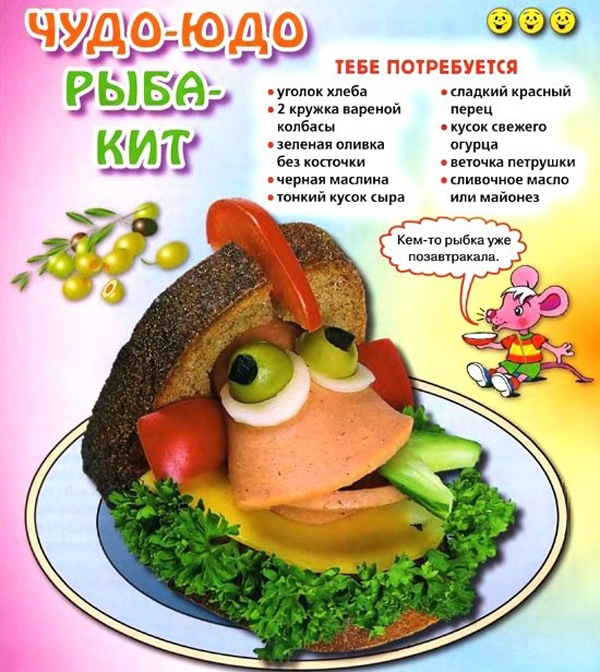 ЧУДО-ЮДО
РЫБА-
КИТ
ТЕБЕ ПОТРЕБУЕТСЯ
• уголок хлеба
• 2 кружка вареной
колбасы
• зеленая оливка
без косточки
• черная маслина
• тонкий кусок сыра
• сладкий красный
перец
• кусок свежего
огурца
• веточка петрушки
• сливочное масло
или майонез
Кем-то рыбка уже
позавтракала.